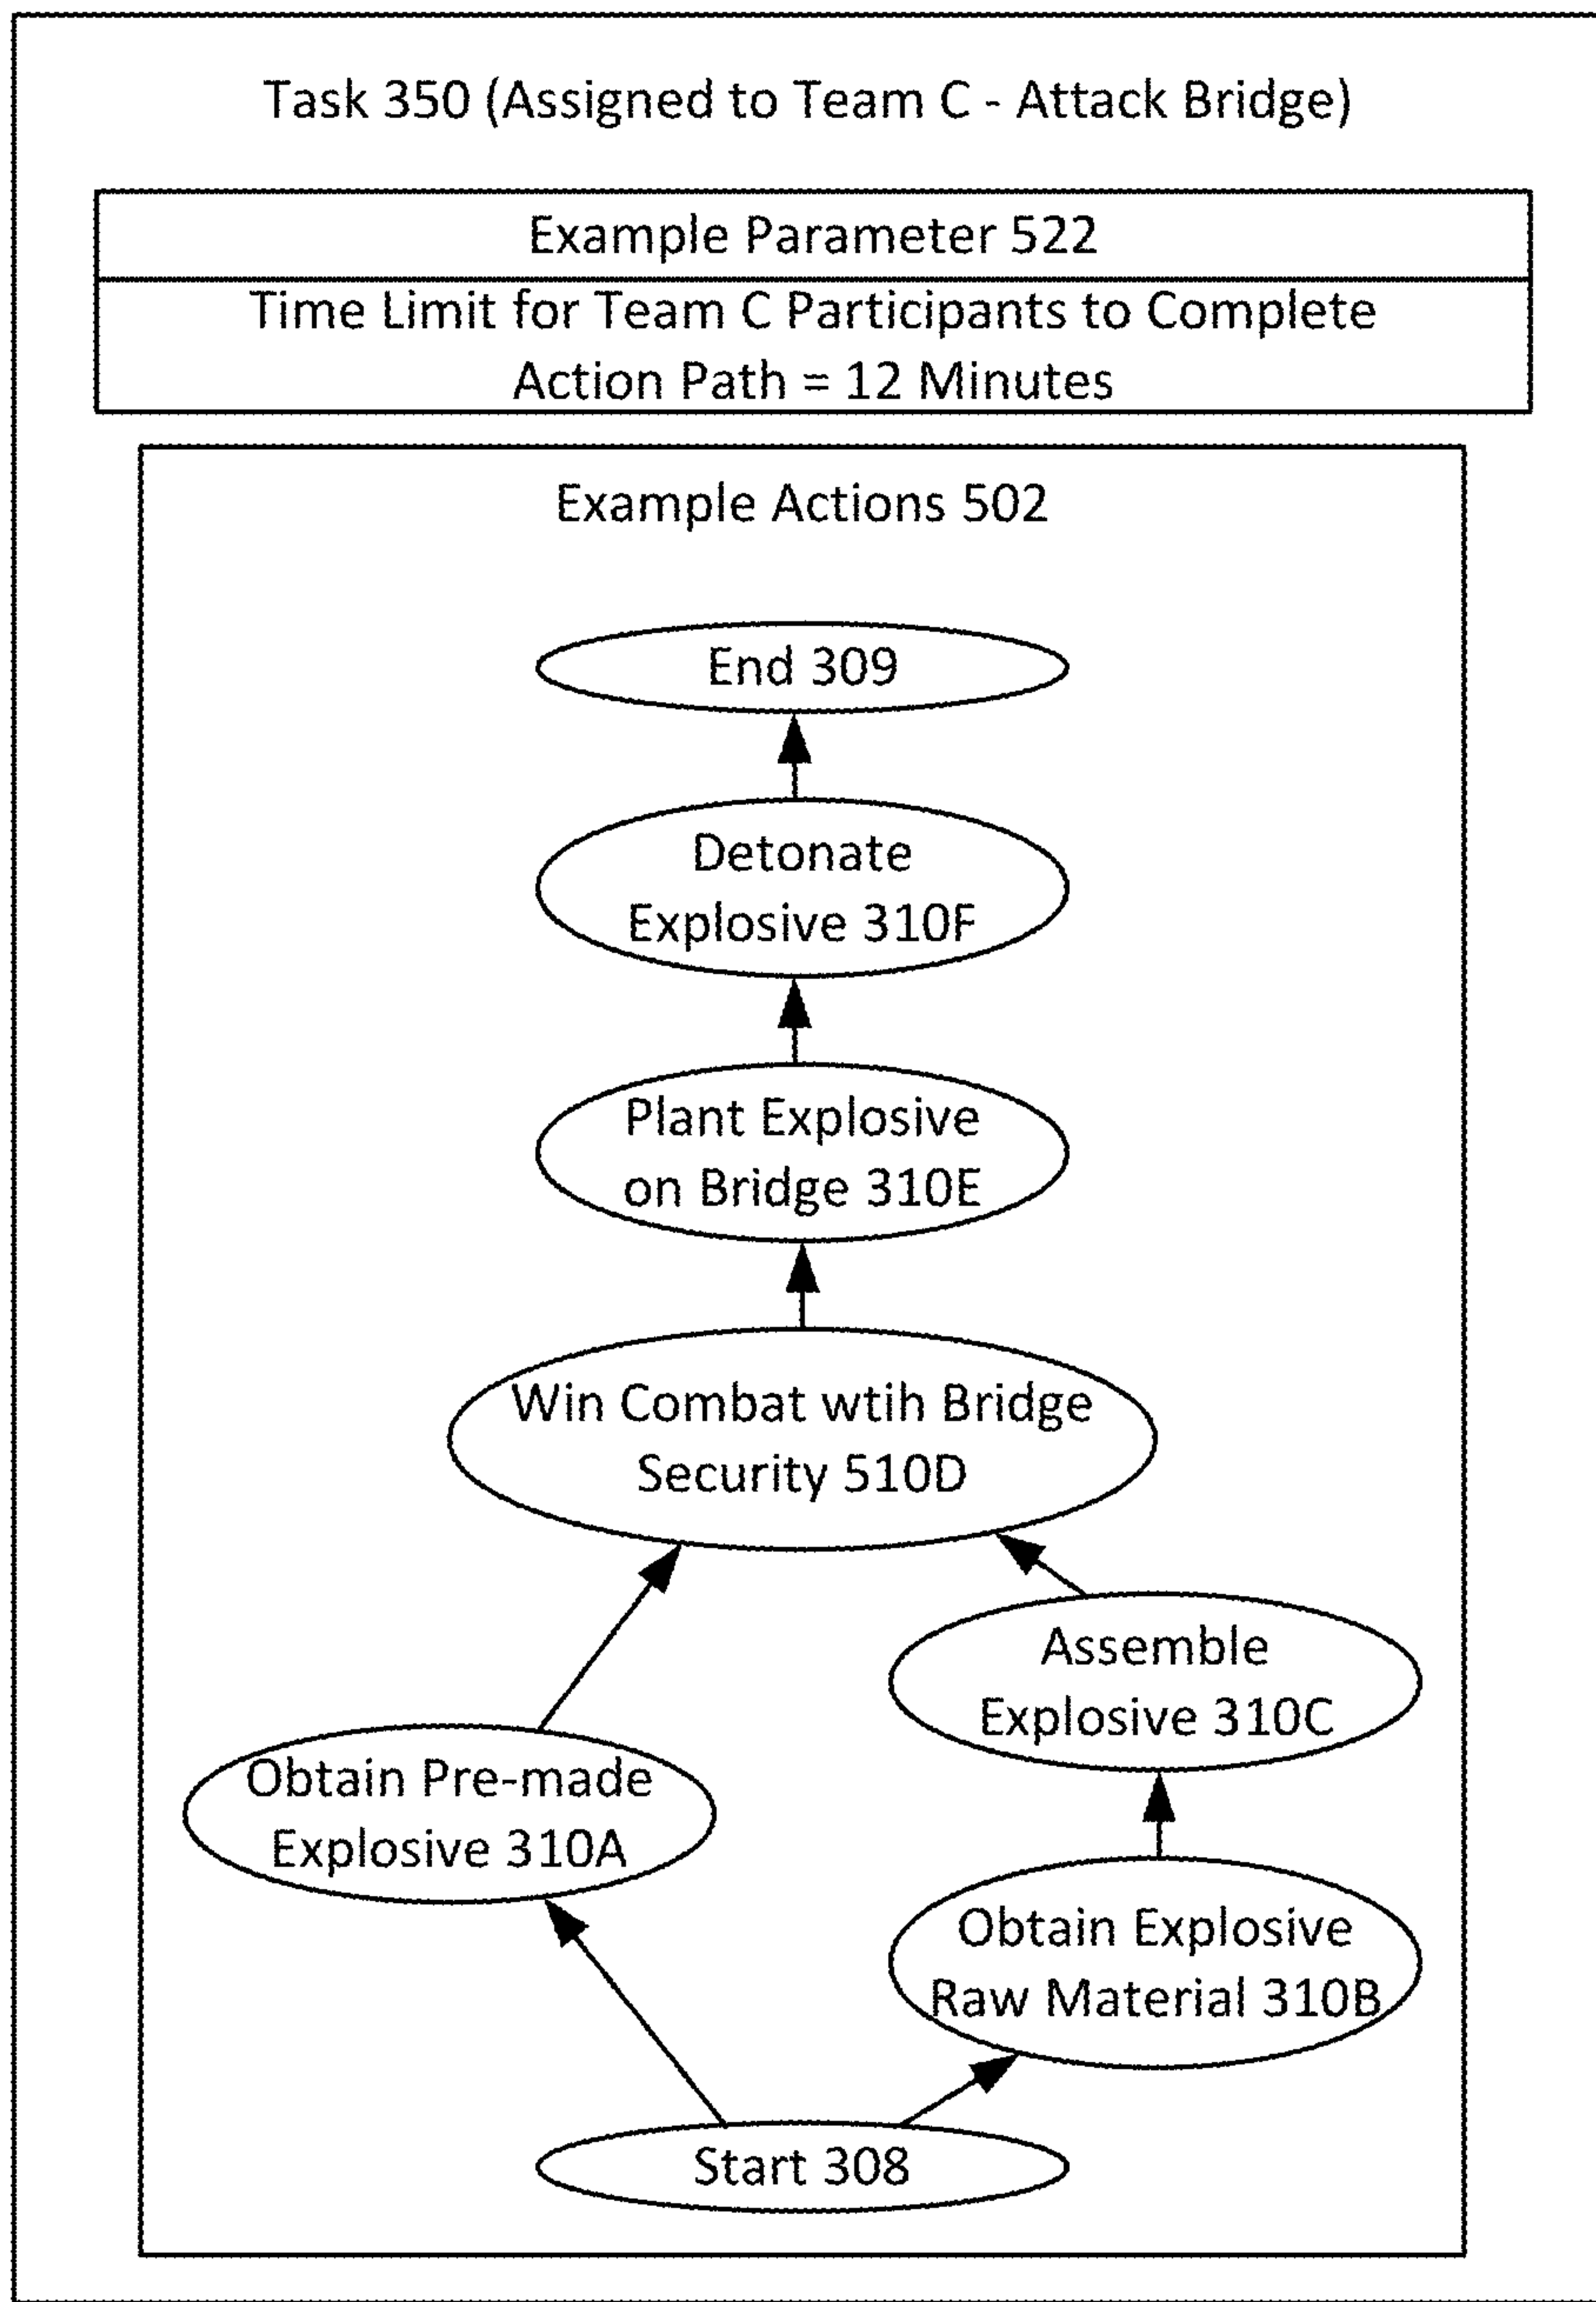 Task 350 (Assigned to Team C - Attack Bridge)
Example Parameter 522
Time Limit for Team C Participants to Complete
Action Path = 12 Minutes
Example Actions 502
End 309
Detonate
Explosive 310F
Plant Explosive
on Bridge 310E
Win Combat wtih Bridge
Security 510D
Assemble
Explosive 310C
Obtain Pre-made
Explosive 310A
Obtain Explosive
Raw Material 310B
Start 308